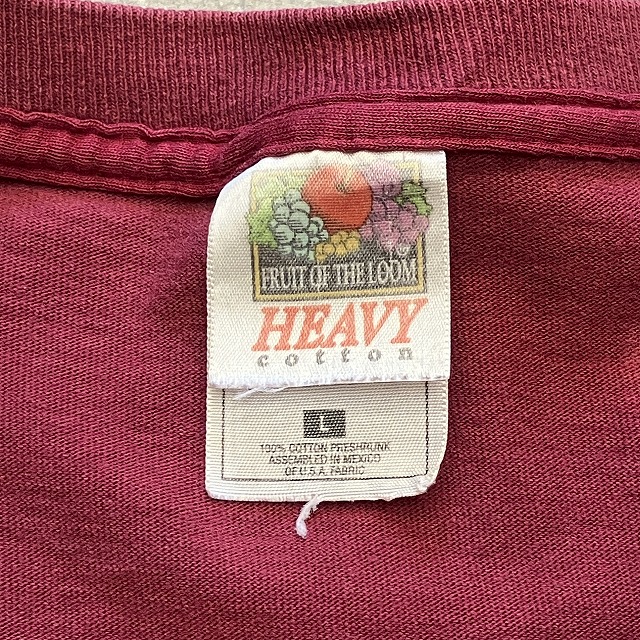 FRUIT OF THE LOOM
HEAVY
cotton
L
100% COTTON PRESHRUNK
ASSEMBLED IN MEXICO
OF U.S.A. FABRIC